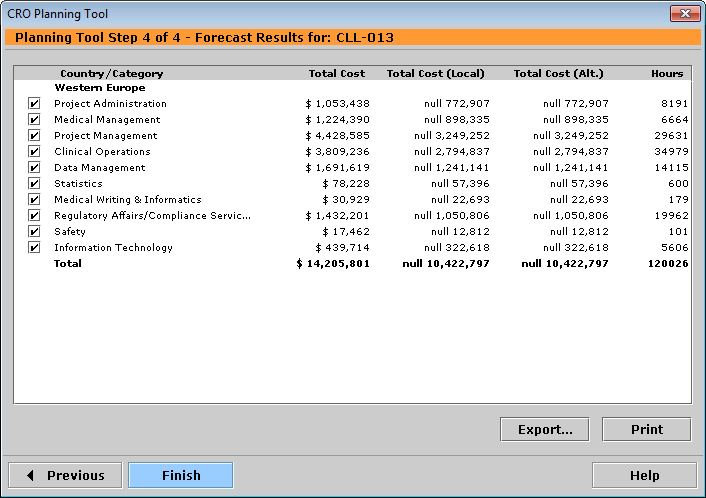 CRO Planning Tool
Planning Tool Step 4 of 4 - Forecast Results for: CLL-013
Country/Category Total Cost Total Cost (Local) Total Cost (Alt.) Hours
Western Europe
Project Administration $ 1,053,438 null 772,907 null 772,907 8191
Medical Management $ 1,224,390 null 898,335 null 898,335 6664
Project Management $ 4,428,585 null 3,249,252 null 3,249,252 29631
Clinical Operations $ 3,809,236 null 2,794,837 null 2,794,837 34979
Data Management $ 1,691,619 null 1,241,141 null 1,241,141 14115
Statistics $ 78,228 null 57,396 null 57,396 600
Medical Writing & Informatics $ 30,929 null 22,693 null 22,693 179
Regulatory Affairs/Compliance Servic... $ 1,432,201 null 1,050,806 null 1,050,806 19962
Safety $ 17,462 null 12,812 null 12,812 101
Information Technology $ 439,714 null 322,618 null 322,618 5606
Total $ 14,205,801 null 10,422,797 null 10,422,797 120026
Export... Print
Previous Finish Help